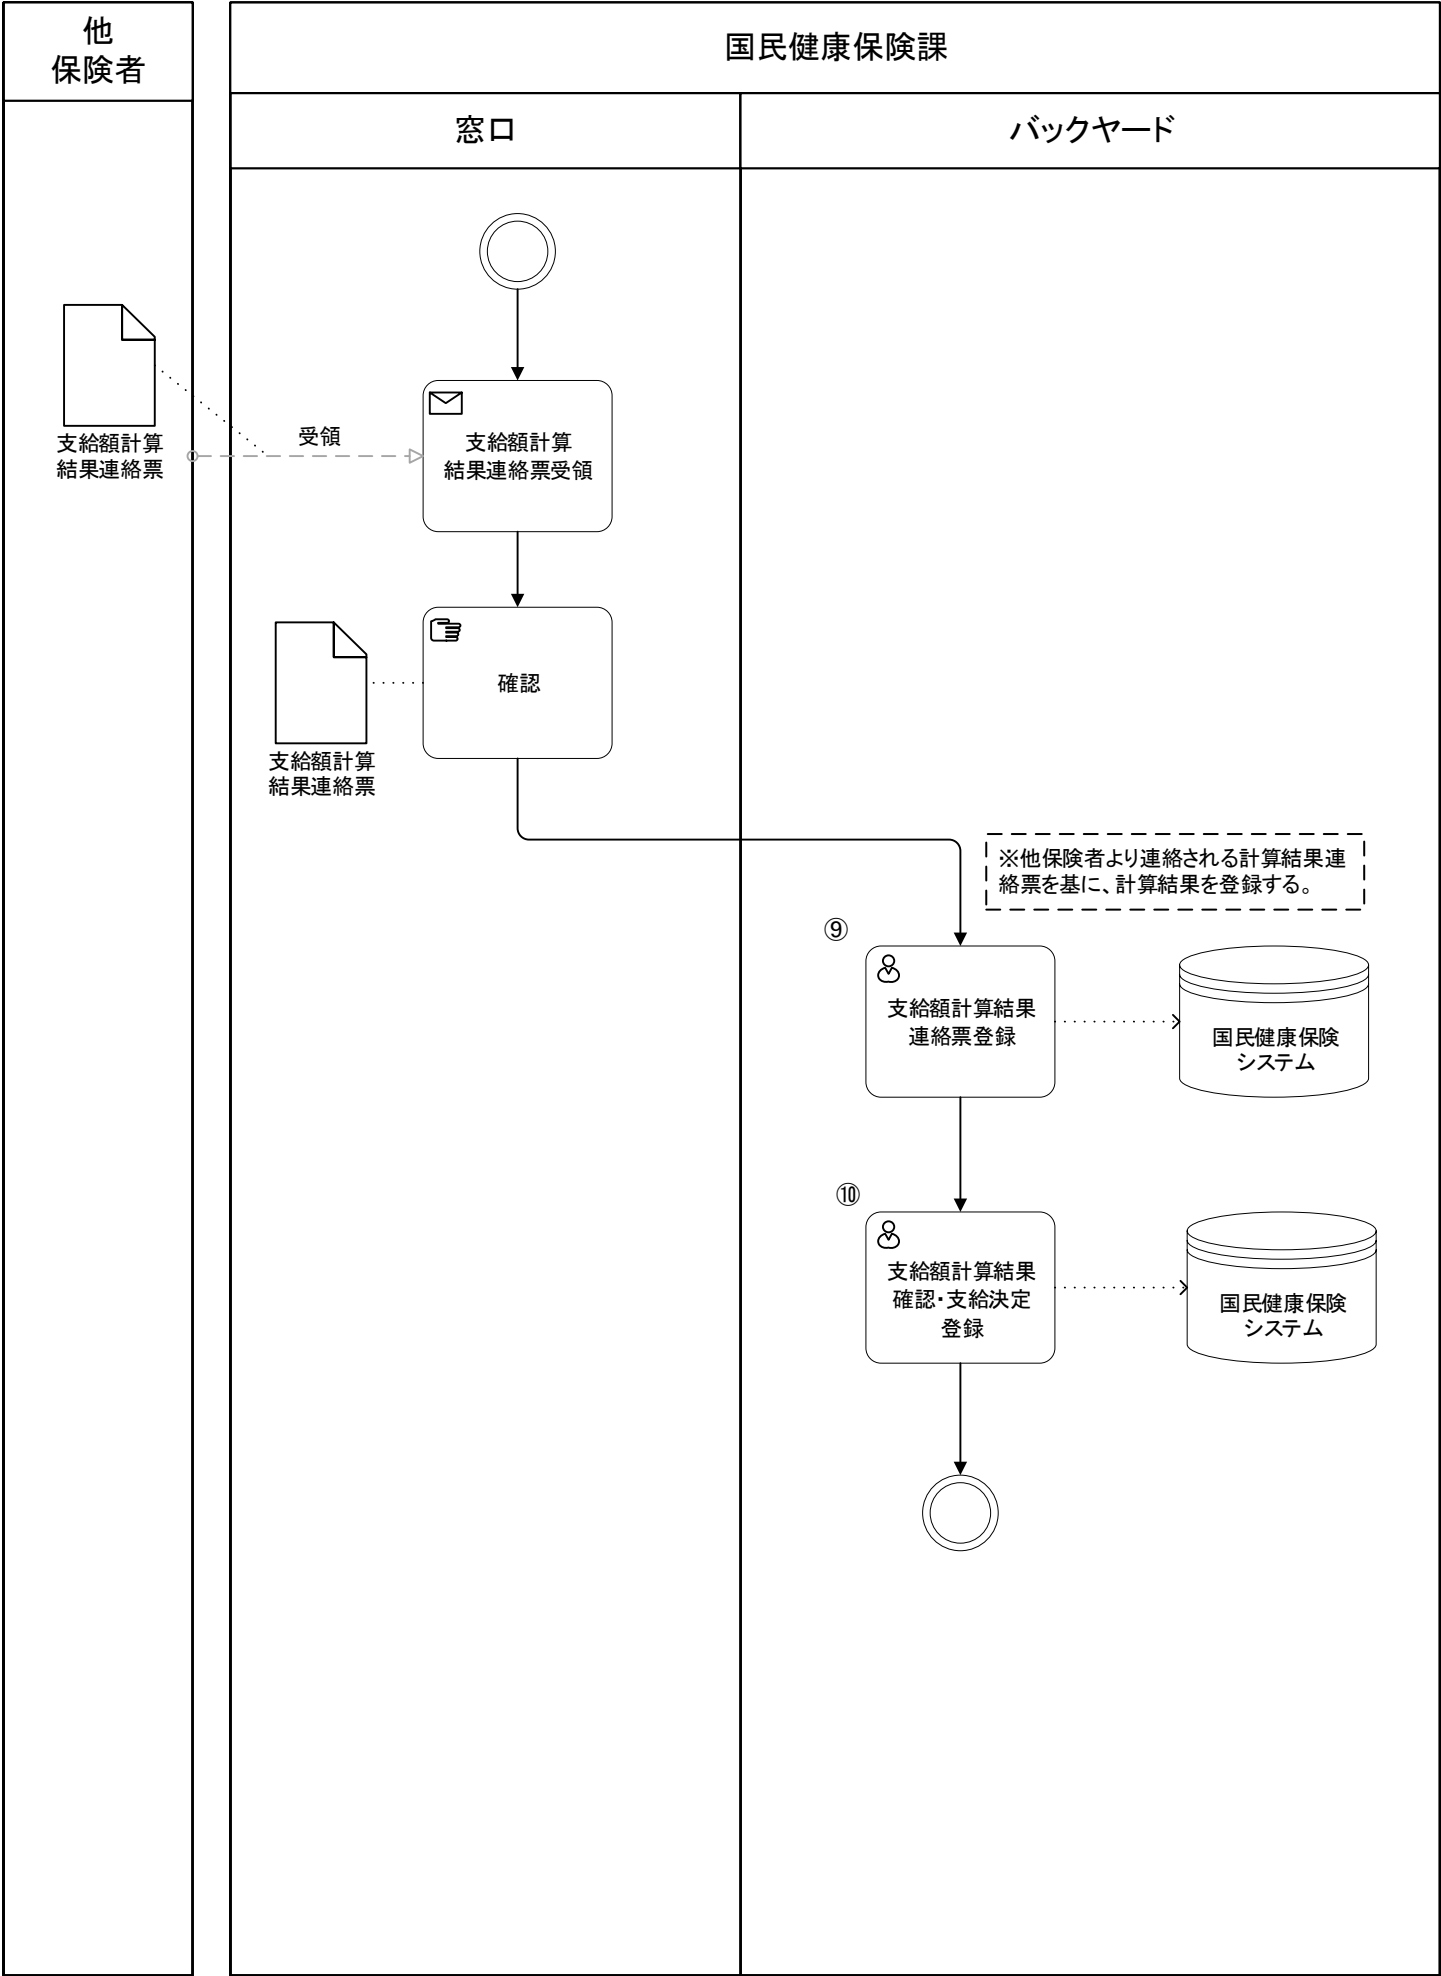 他
保険者
国民健康保険課
窓口
バックヤード
支給額計算
結果連絡票
受領
支給額計算
結果連絡票受領
確認
支給額計算
結果連絡票
※他保険者より連絡される計算結果連
絡票を基に、計算結果を登録する。
⑨
支給額計算結果
連絡票登録
国民健康保険
システム
⑩
支給額計算結果
確認・支給決定
登録
国民健康保険
システム